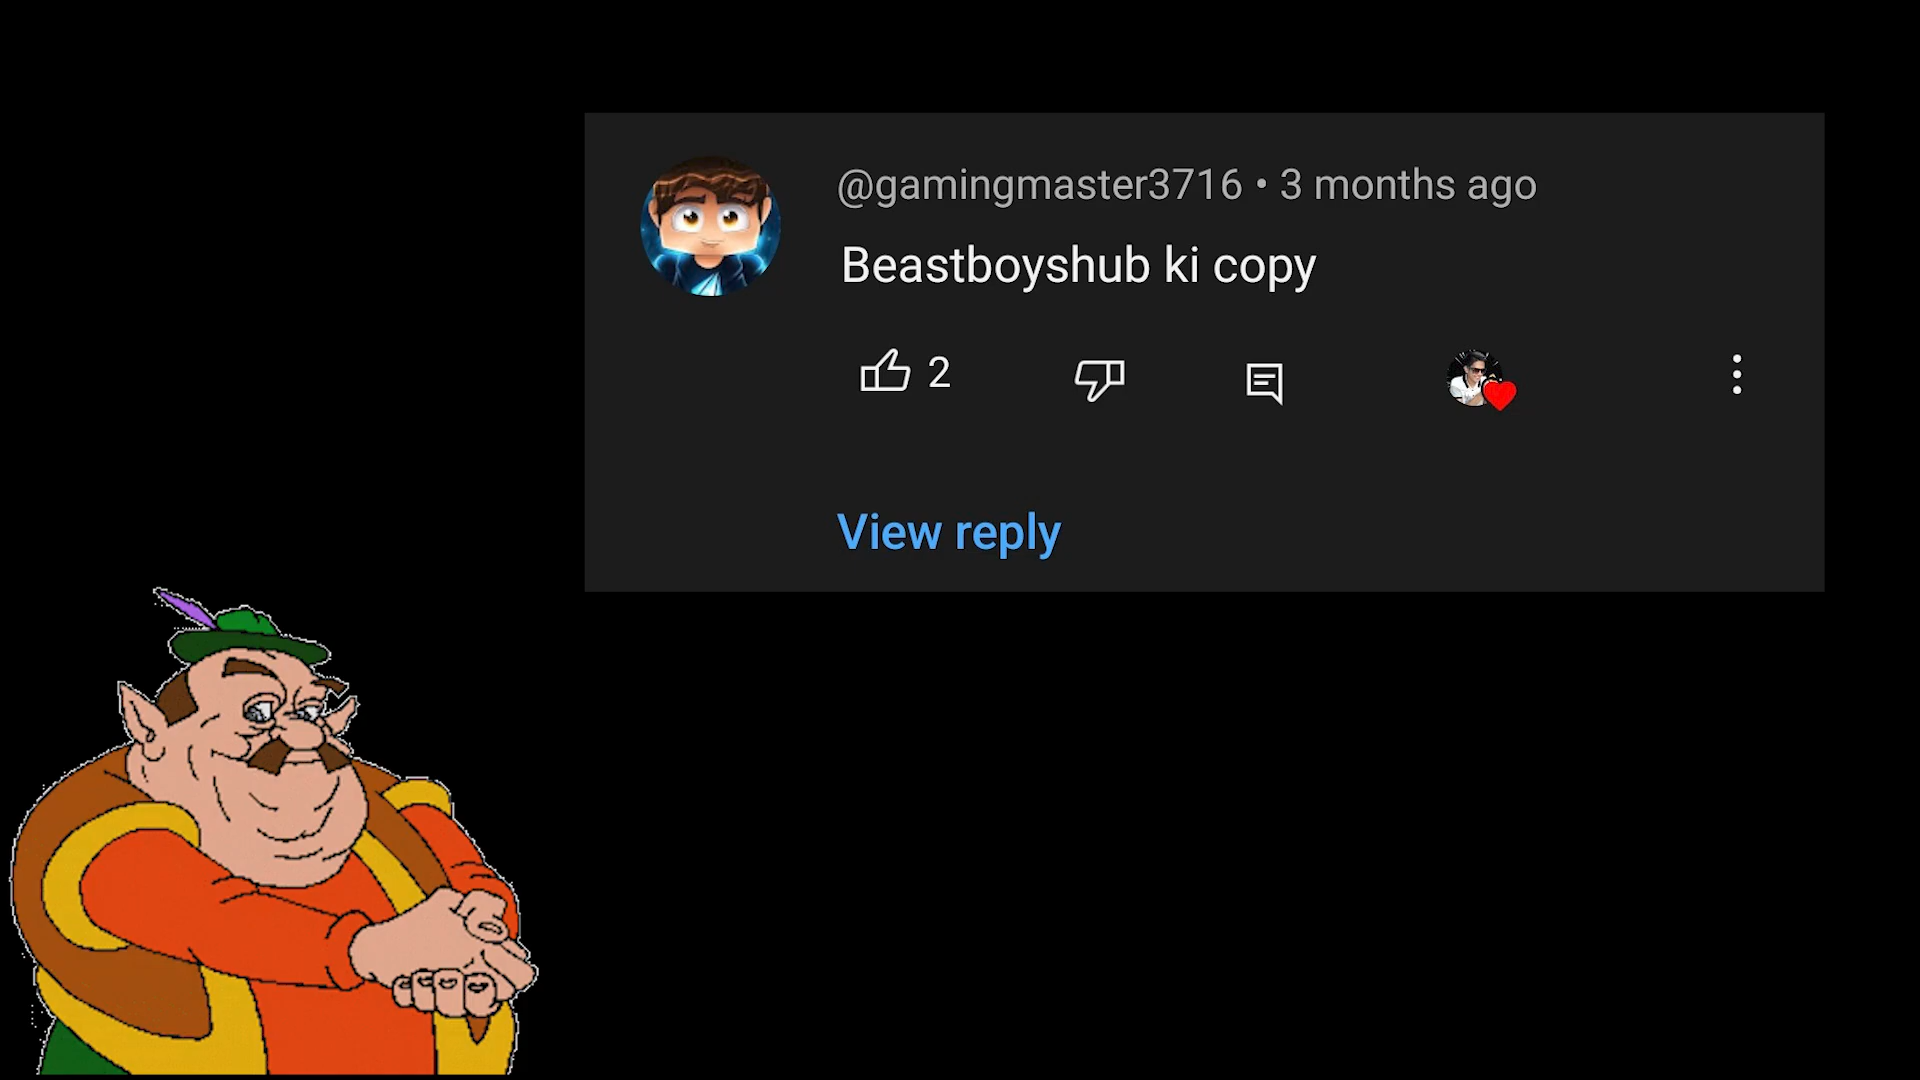 @gamingmaster3716 • 3 months ago
Beastboyshub ki copy
2
View reply